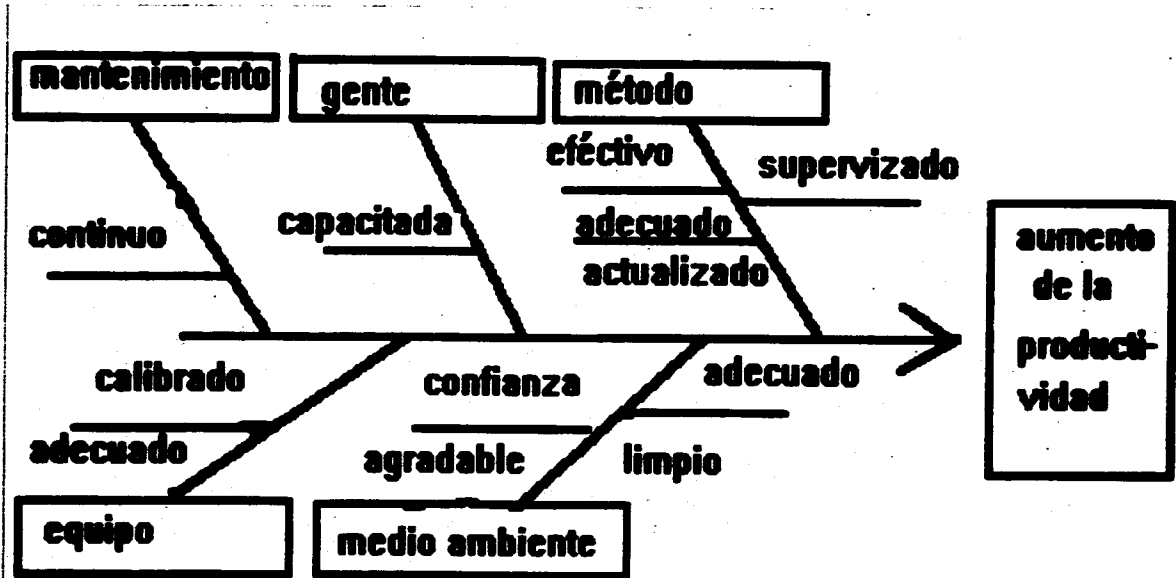 mantenimiento
gente
método
eféctivo
supervizado
continuo
capacitada
adecuado
actualizado
aumento
de la
producti-
vidad
calibrado
confianza
adecuado
adecuado
agradable
limpio
equipo
medio ambiente